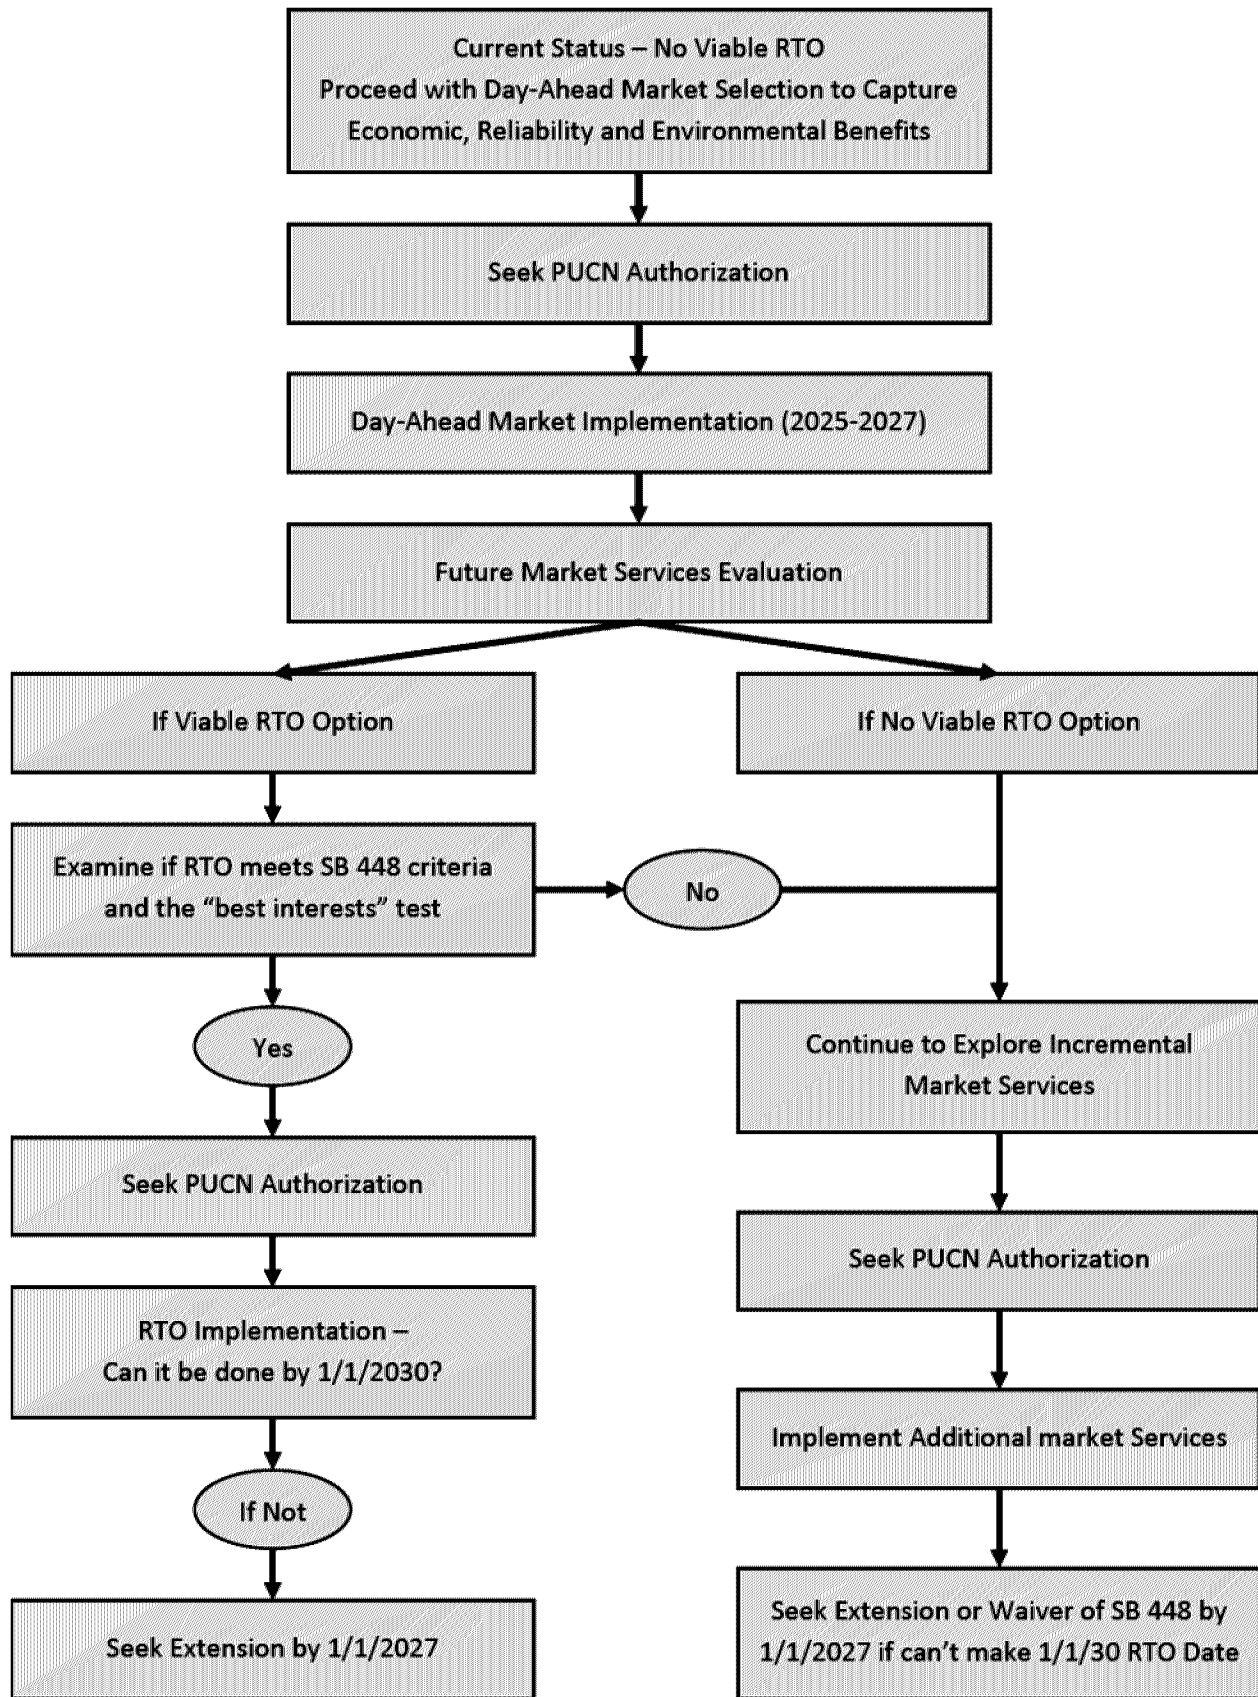 Current Status – No Viable RTO
Proceed with Day-Ahead Market Selection to Capture
Economic, Reliability and Environmental Benefits
Seek PUCN Authorization
Day-Ahead Market Implementation (2025-2027)
Future Market Services Evaluation
If Viable RTO Option
If No Viable RTO Option
Examine if RTO meets SB 448 criteria
and the “best interests” test
No
Yes
Continue to Explore Incremental
Market Services
Seek PUCN Authorization
Seek PUCN Authorization
RTO Implementation –
Can it be done by 1/1/2030?
Implement Additional market Services
If Not
Seek Extension by 1/1/2027
Seek Extension or Waiver of SB 448 by
1/1/2027 if can’t make 1/1/30 RTO Date